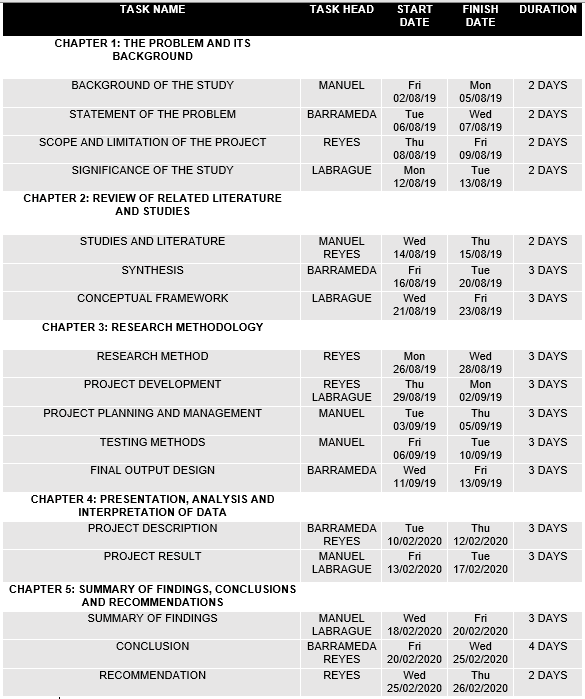 TASK NAME TASK HEAD START DATE FINISH DATE DURATION
CHAPTER 1: THE PROBLEM AND ITS
BACKGROUND
BACKGROUND OF THE STUDY MANUEL Fri 02/08/19 Mon 05/08/19 2 DAYS
STATEMENT OF THE PROBLEM BARRAMEDA Tue 06/08/19 Wed 07/08/19 2 DAYS
SCOPE AND LIMITATION OF THE PROJECT REYES Thu 08/08/19 Fri 09/08/19 2 DAYS
SIGNIFICANCE OF THE STUDY LABRAGUE Mon 12/08/19 Tue 13/08/19 2 DAYS
CHAPTER 2: REVIEW OF RELATED LITERATURE
AND STUDIES
STUDIES AND LITERATURE MANUEL REYES Wed 14/08/19 Thu 15/08/19 2 DAYS
SYNTHESIS BARRAMEDA Fri 16/08/19 Tue 20/08/19 3 DAYS
CONCEPTUAL FRAMEWORK LABRAGUE Wed 21/08/19 Fri 23/08/19 3 DAYS
CHAPTER 3: RESEARCH METHODOLOGY
RESEARCH METHOD REYES Mon 26/08/19 Wed 28/08/19 3 DAYS
PROJECT DEVELOPMENT REYES LABRAGUE Thu 29/08/19 Mon 02/09/19 3 DAYS
PROJECT PLANNING AND MANAGEMENT MANUEL Tue 03/09/19 Thu 05/09/19 3 DAYS
TESTING METHODS MANUEL Fri 06/09/19 Tue 10/09/19 3 DAYS
FINAL OUTPUT DESIGN BARRAMEDA Wed 11/09/19 Fri 13/09/19 3 DAYS
CHAPTER 4: PRESENTATION, ANALYSIS AND
INTERPRETATION OF DATA
PROJECT DESCRIPTION BARRAMEDA REYES Tue 10/02/2020 Thu 12/02/2020 3 DAYS
PROJECT RESULT MANUEL LABRAGUE Fri 13/02/2020 Tue 17/02/2020 3 DAYS
CHAPTER 5: SUMMARY OF FINDINGS, CONCLUSIONS
AND RECOMMENDATIONS
SUMMARY OF FINDINGS MANUEL LABRAGUE Wed 18/02/2020 Fri 20/02/2020 3 DAYS
CONCLUSION BARRAMEDA REYES Fri 20/02/2020 Wed 25/02/2020 4 DAYS
RECOMMENDATION REYES Wed 25/02/2020 Thu 26/02/2020 2 DAYS